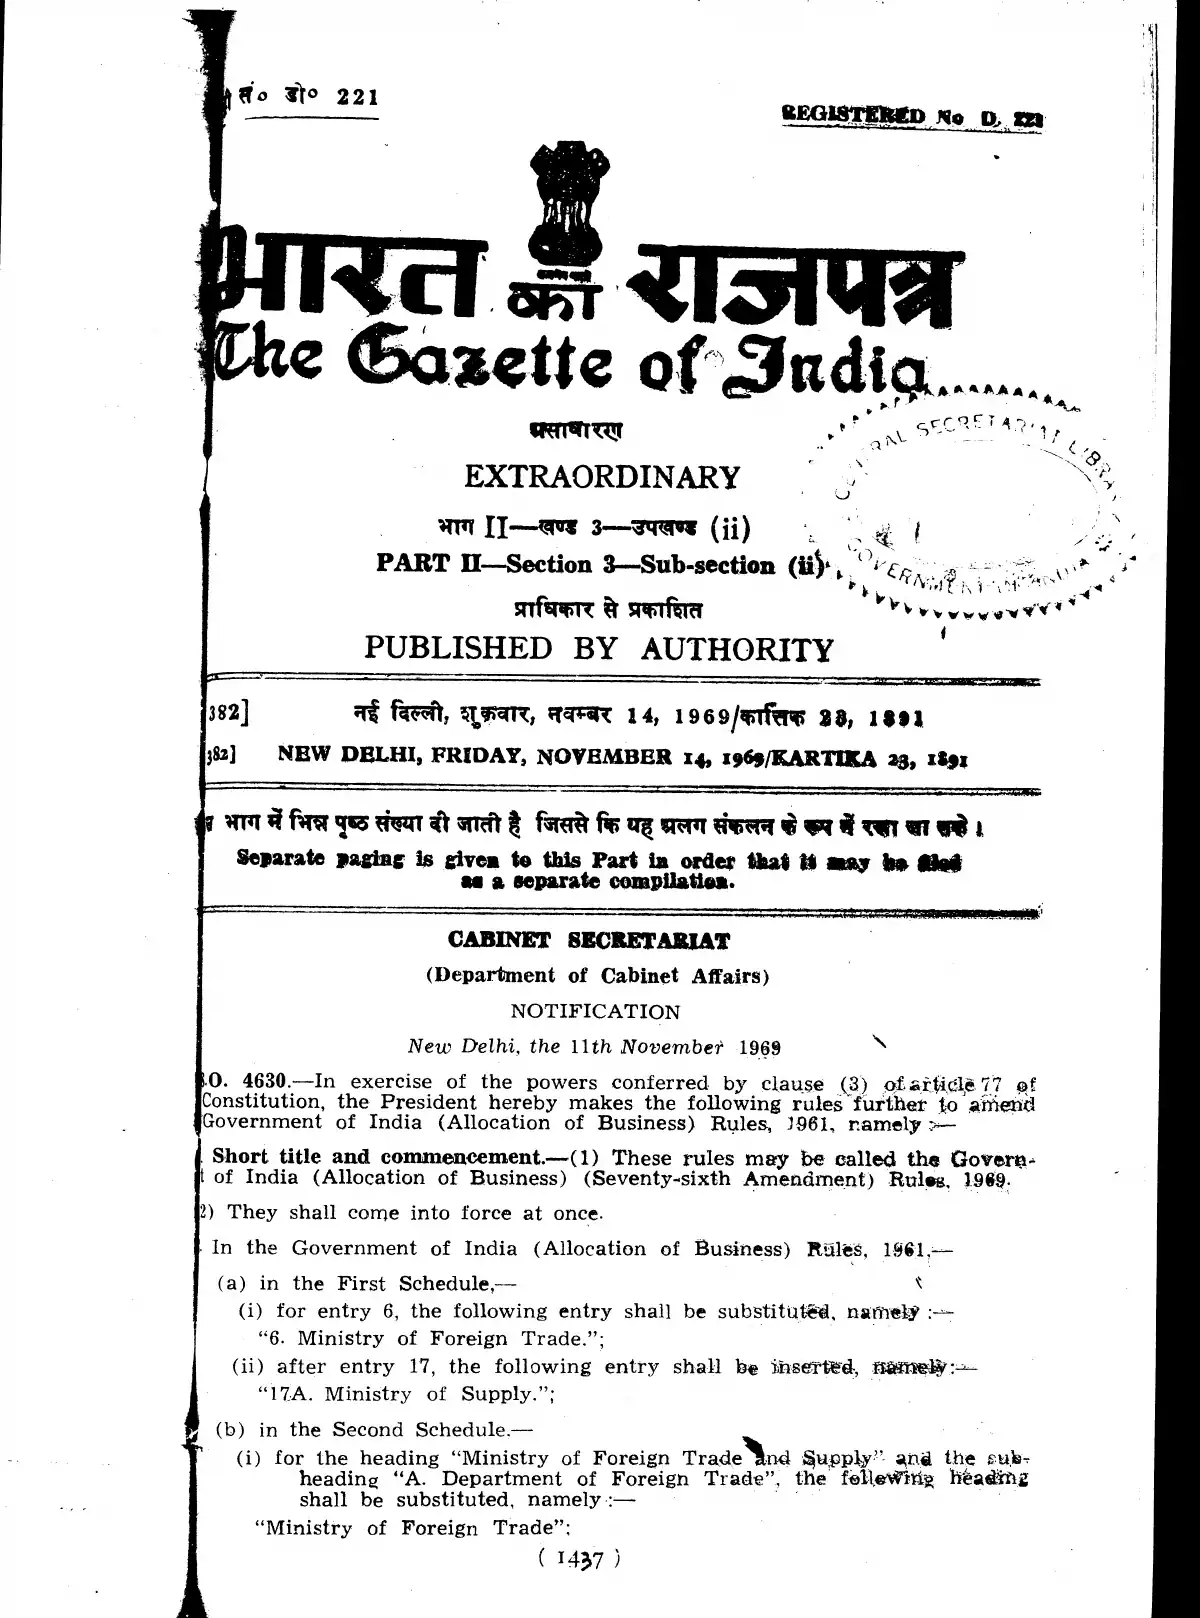 सं० डी० 221
REGISTERED No D. 221
भारत का राजपत्र
The Gazette of India
असाधारण
EXTRAORDINARY
भाग II—खण्ड 3—उपखण्ड (ii)
PART II—Section 3—Sub-section (ii)
CENTRAL SECRETARIAT LIBRARY
GOVERNMENT OF INDIA
प्राधिकार से प्रकाशित
PUBLISHED BY AUTHORITY
382] नई दिल्ली, शुक्रवार, नवम्बर 14, 1969/कार्तिक 23, 1891
382] NEW DELHI, FRIDAY, NOVEMBER 14, 1969/KARTIKA 23, 1891
भाग में भिन्न पृष्ठ संख्या दी जाती है जिससे कि यह अलग संकलन के रूप में रखा जा सके ।
Separate paging is given to this Part in order that it may be filed
as a separate compilation.
CABINET SECRETARIAT
(Department of Cabinet Affairs)
NOTIFICATION
New Delhi, the 11th November 1969
.O. 4630.—In exercise of the powers conferred by clause (3) of article 77 of
Constitution, the President hereby makes the following rules further to amend
Government of India (Allocation of Business) Rules, 1961, namely :—
Short title and commencement.—(1) These rules may be called the Govern-
t of India (Allocation of Business) (Seventy-sixth Amendment) Rules, 1969.
2) They shall come into force at once.
In the Government of India (Allocation of Business) Rules, 1961,—
(a) in the First Schedule,—
(i) for entry 6, the following entry shall be substituted, namely :—
“6. Ministry of Foreign Trade.”;
(ii) after entry 17, the following entry shall be inserted, namely:—
“17A. Ministry of Supply.”;
(b) in the Second Schedule.—
(i) for the heading “Ministry of Foreign Trade and Supply” and the sub-
heading “A. Department of Foreign Trade”, the following heading
shall be substituted, namely :—
“Ministry of Foreign Trade”;
( 1437 )